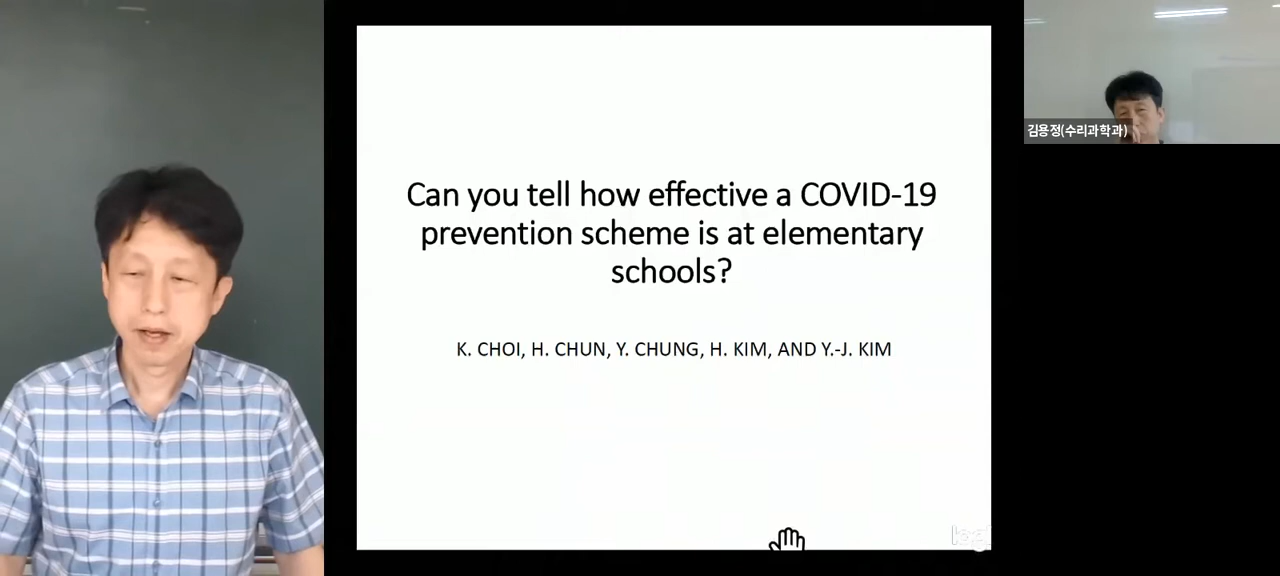 Can you tell how effective a COVID-19
prevention scheme is at elementary
schools?
K. CHOI, H. CHUN, Y. CHUNG, H. KIM, AND Y.-J. KIM
김용정(수리과학과)